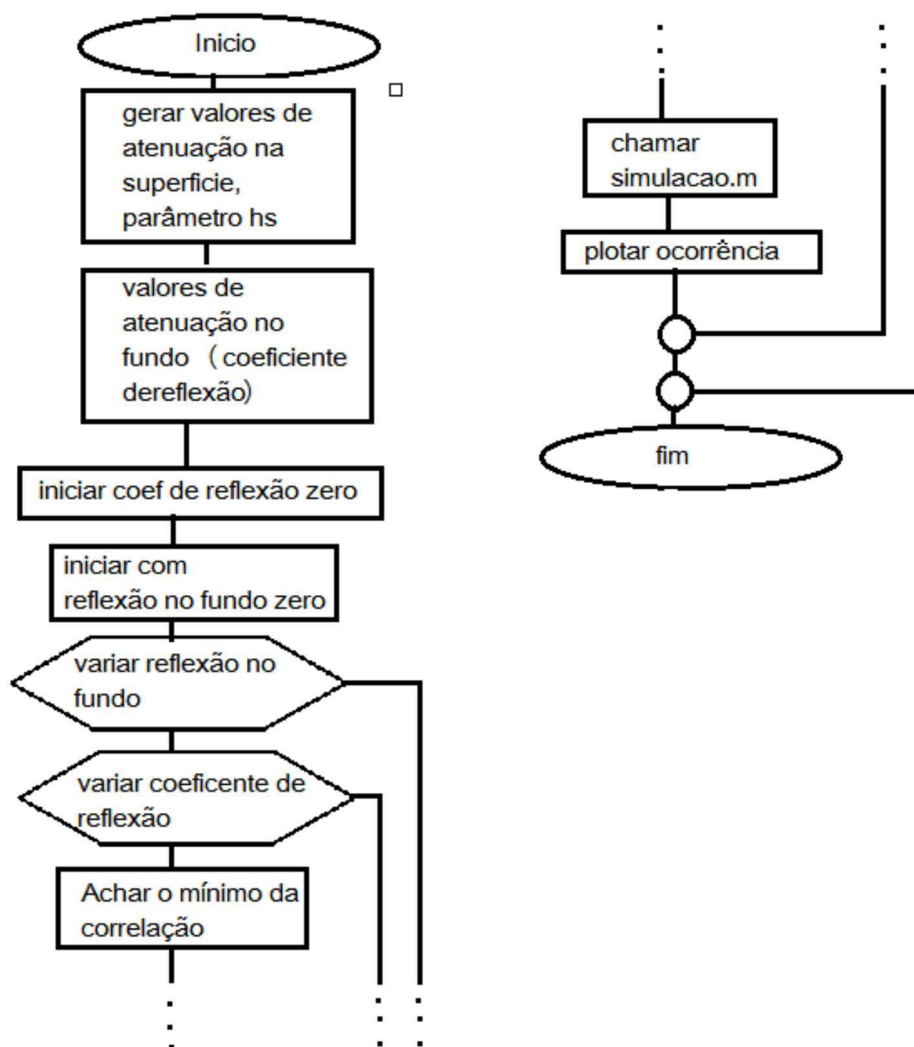 Inicio
gerar valores de
atenuação na
superficie,
parâmetro hs
valores de
atenuação no
fundo (coeficiente
dereflexão)
iniciar coef de reflexão zero
iniciar com
reflexão no fundo zero
variar reflexão no
fundo
variar coeficente de
reflexão
Achar o mínimo da
correlação
chamar
simulacao.m
plotar ocorrência
fim